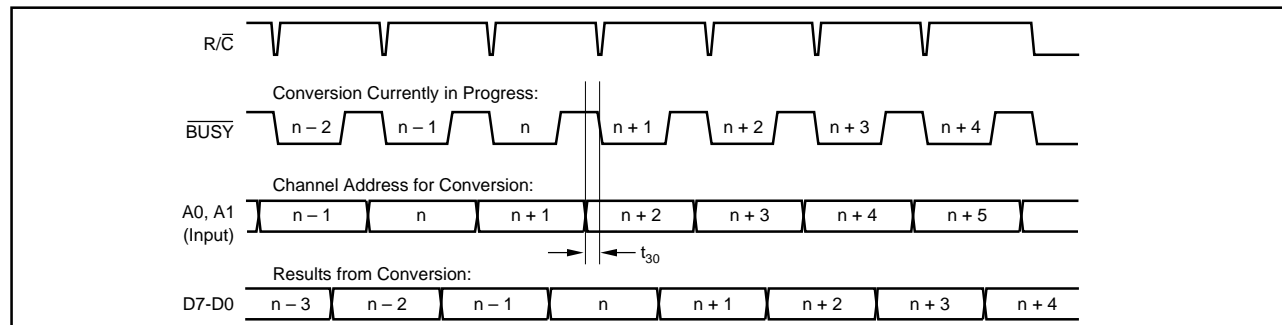 R/C̅
Conversion Currently in Progress:
B̅U̅S̅Y̅ n – 2 n – 1 n n + 1 n + 2 n + 3 n + 4
Channel Address for Conversion:
A0, A1
(Input) n – 1 n n + 1 n + 2 n + 3 n + 4 n + 5
t30
Results from Conversion:
D7-D0 n – 3 n – 2 n – 1 n n + 1 n + 2 n + 3 n + 4